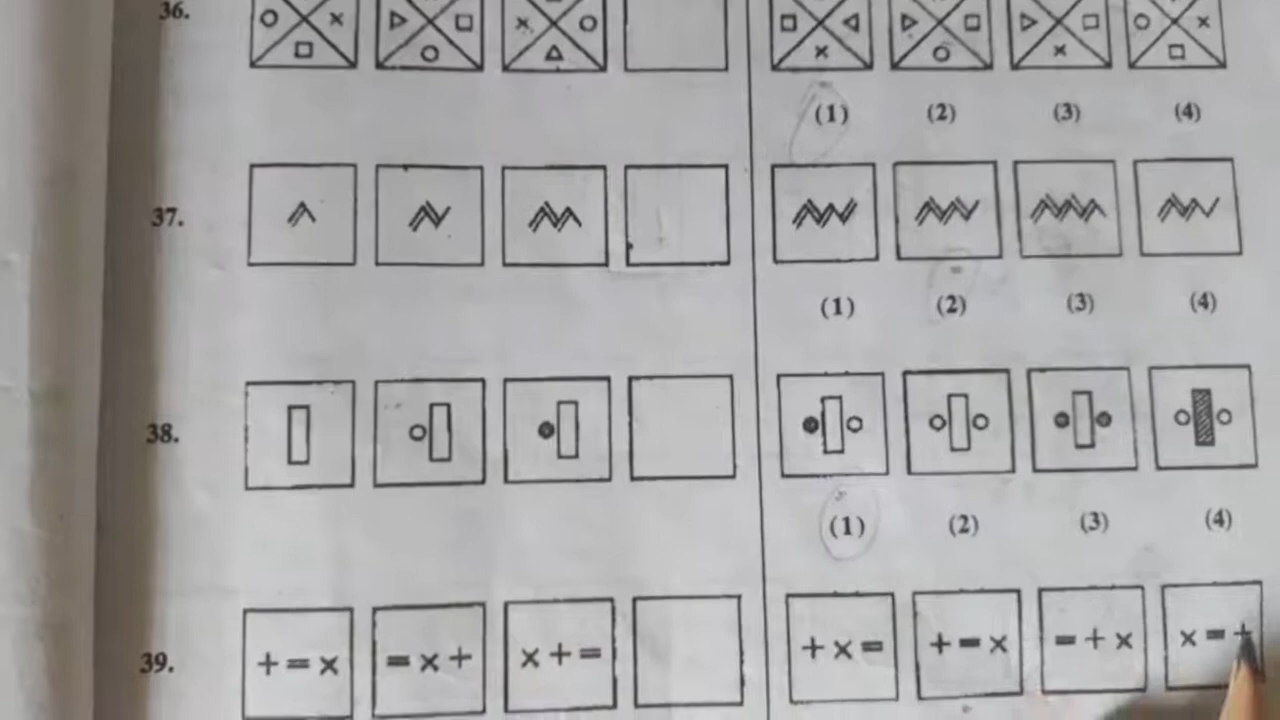 36.
(1) (2) (3) (4)
37.
(1) (2) (3) (4)
38.
(1) (2) (3) (4)
39. + = × = × + × + = + × = + = × = + × × = +